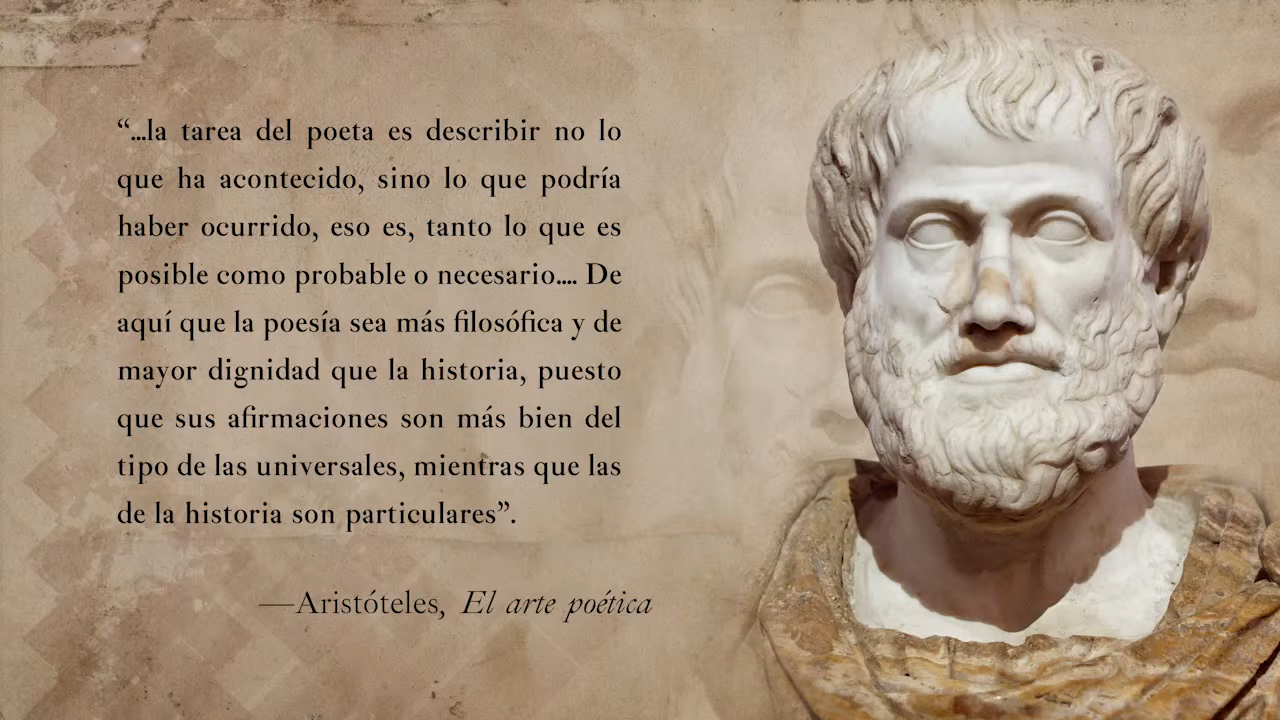 “...la tarea del poeta es describir no lo
que ha acontecido, sino lo que podría
haber ocurrido, eso es, tanto lo que es
posible como probable o necesario.... De
aquí que la poesía sea más filosófica y de
mayor dignidad que la historia, puesto
que sus afirmaciones son más bien del
tipo de las universales, mientras que las
de la historia son particulares”.
—Aristóteles, El arte poética